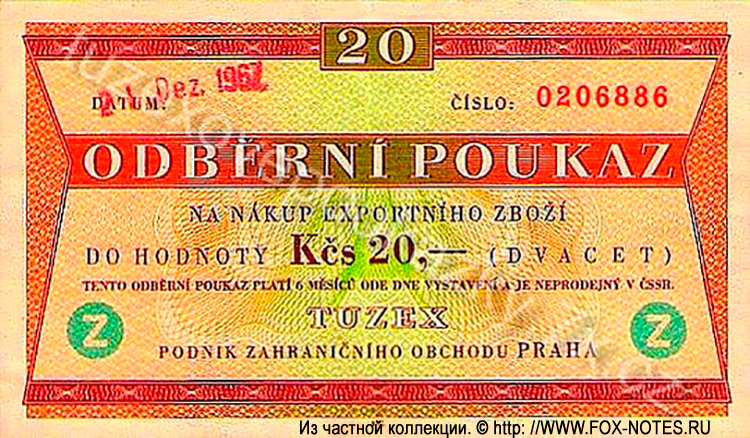 20
DATUM: Dez. 1962
ČÍSLO: 0206886
ODBĚRNÍ POUKAZ
NA NÁKUP EXPORTNÍHO ZBOŽÍ
DO HODNOTY Kčs 20,— (DVACET)
TENTO ODBĚRNÍ POUKAZ PLATÍ 6 MĚSÍCŮ ODE DNE VYSTAVENÍ A JE NEPRODEJNÝ V ČSSR.
TUZEX
Z Z
PODNIK ZAHRANIČNÍHO OBCHODU PRAHA
Из частной коллекции. © http: //WWW.FOX-NOTES.RU